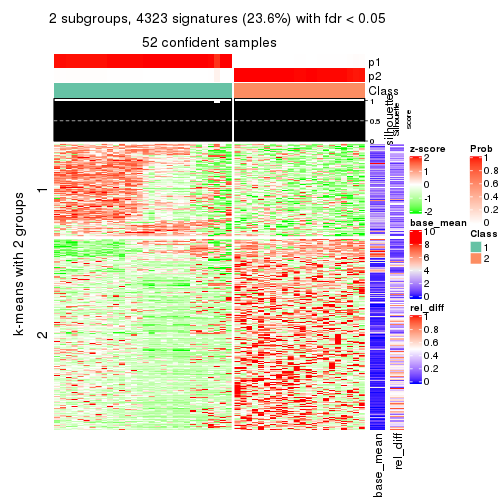 2 subgroups, 4323 signatures (23.6%) with fdr < 0.05
52 confident samples
p1
p2
Class
silhouette
Silhouette
score
1
0.5
0
k-means with 2 groups
1
2
base_mean
rel_diff
z-score
2
1
0
-1
-2
base_mean
10
8
6
4
2
0
rel_diff
1
0.8
0.6
0.4
0.2
0
Prob
1
0.8
0.6
0.4
0.2
0
Class
1
2